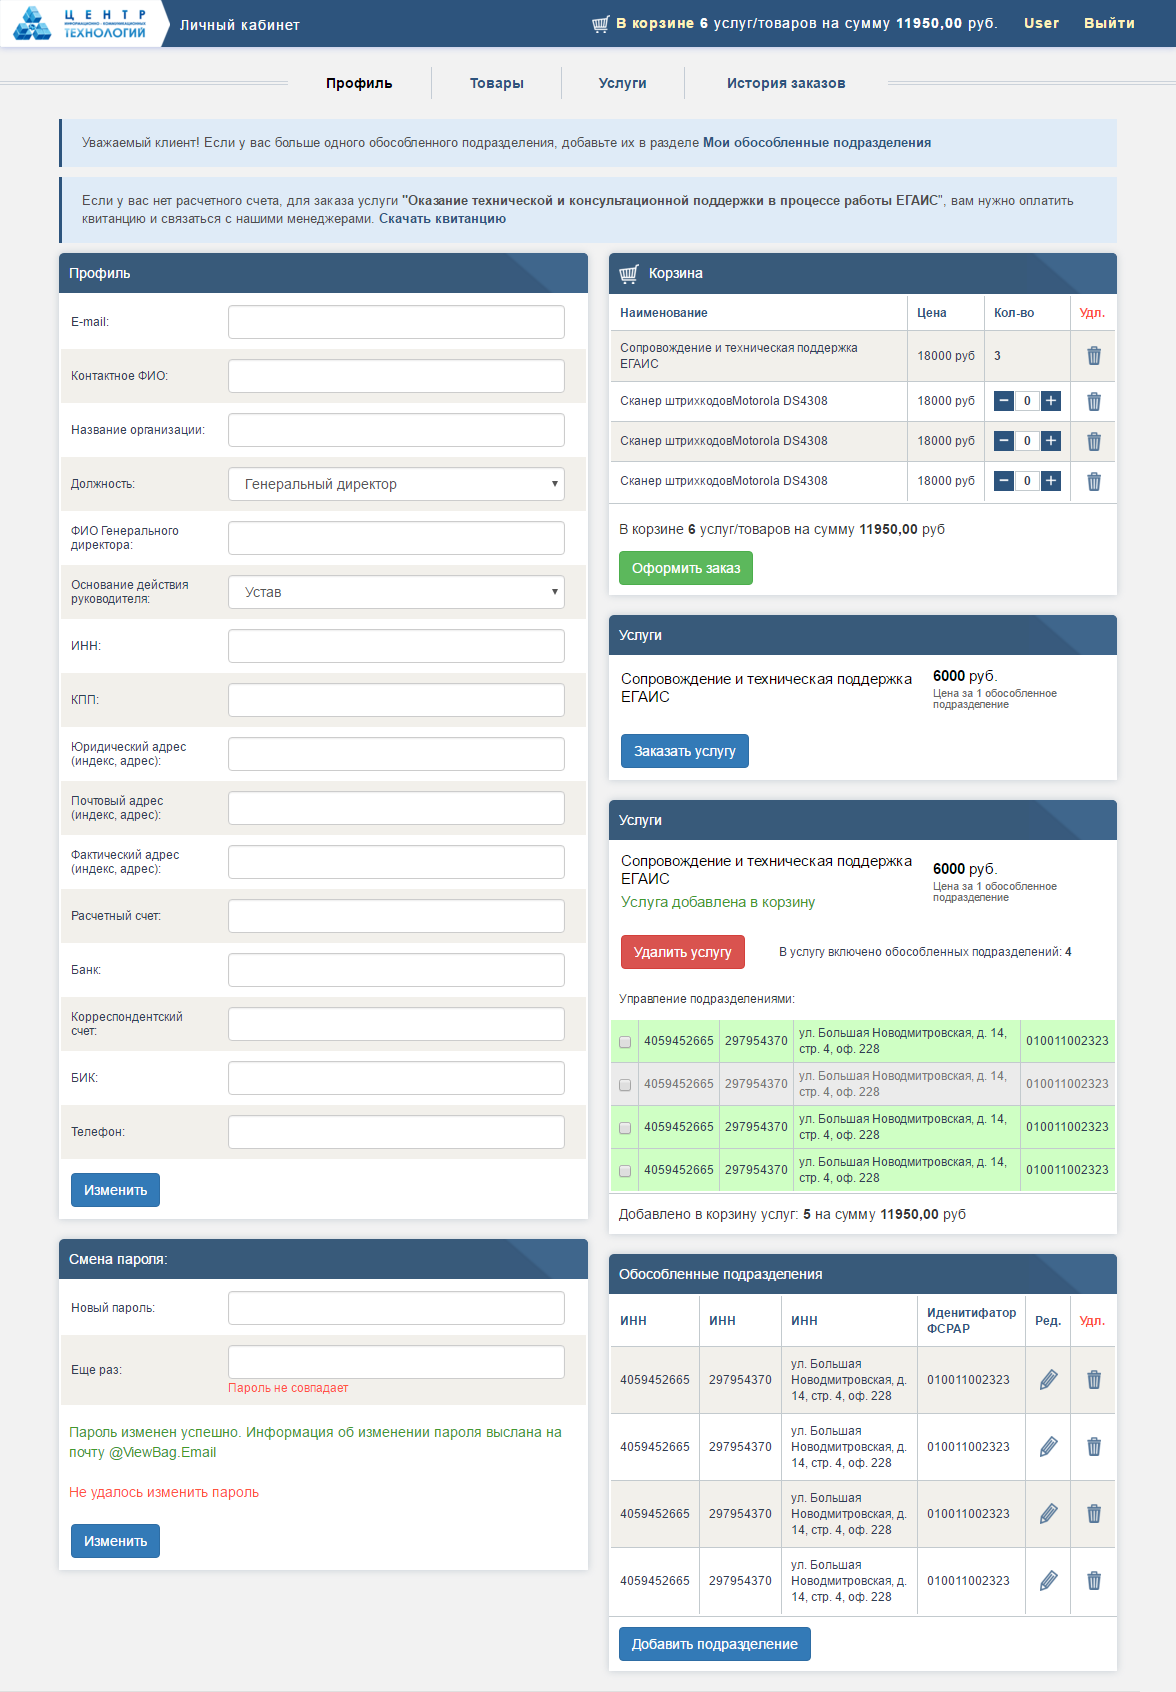 ЦЕНТР
ИНФОРМАЦИОННО - КОММУНИКАЦИОННЫХ
ТЕХНОЛОГИЙ
Личный кабинет
В корзине 6 услуг/товаров на сумму 11950,00 руб.
User
Выйти
Профиль
Товары
Услуги
История заказов
Уважаемый клиент! Если у вас больше одного обособленного подразделения, добавьте их в разделе Мои обособленные подразделения
Если у вас нет расчетного счета, для заказа услуги "Оказание технической и консультационной поддержки в процессе работы ЕГАИС", вам нужно оплатить
квитанцию и связаться с нашими менеджерами. Скачать квитанцию
Профиль
E-mail:
Контактное ФИО:
Название организации:
Должность:
Генеральный директор
ФИО Генерального
директора:
Основание действия
руководителя:
Устав
ИНН:
КПП:
Юридический адрес
(индекс, адрес):
Почтовый адрес
(индекс, адрес):
Фактический адрес
(индекс, адрес):
Расчетный счет:
Банк:
Корреспондентский
счет:
БИК:
Телефон:
Изменить
Смена пароля:
Новый пароль:
Еще раз:
Пароль не совпадает
Пароль изменен успешно. Информация об изменении пароля выслана на
почту @ViewBag.Email
Не удалось изменить пароль
Изменить
Корзина
Наименование Цена Кол-во Удл.
Сопровождение и техническая поддержка
ЕГАИС
18000 руб 3
Сканер штрихкодовMotorola DS4308 18000 руб − 0 +
Сканер штрихкодовMotorola DS4308 18000 руб − 0 +
Сканер штрихкодовMotorola DS4308 18000 руб − 0 +
В корзине 6 услуг/товаров на сумму 11950,00 руб
Оформить заказ
Услуги
Сопровождение и техническая поддержка
ЕГАИС
6000 руб.
Цена за 1 обособленное
подразделение
Заказать услугу
Услуги
Сопровождение и техническая поддержка
ЕГАИС
Услуга добавлена в корзину
6000 руб.
Цена за 1 обособленное
подразделение
Удалить услугу
В услугу включено обособленных подразделений: 4
Управление подразделениями:
4059452665 297954370 ул. Большая Новодмитровская, д. 14,
стр. 4, оф. 228
010011002323
4059452665 297954370 ул. Большая Новодмитровская, д. 14,
стр. 4, оф. 228
010011002323
4059452665 297954370 ул. Большая Новодмитровская, д. 14,
стр. 4, оф. 228
010011002323
4059452665 297954370 ул. Большая Новодмитровская, д. 14,
стр. 4, оф. 228
010011002323
Добавлено в корзину услуг: 5 на сумму 11950,00 руб
Обособленные подразделения
ИНН ИНН ИНН
Иденитифатор
ФСРАР
Ред. Удл.
4059452665 297954370
ул. Большая
Новодмитровская, д.
14, стр. 4, оф. 228
010011002323
4059452665 297954370
ул. Большая
Новодмитровская, д.
14, стр. 4, оф. 228
010011002323
4059452665 297954370
ул. Большая
Новодмитровская, д.
14, стр. 4, оф. 228
010011002323
4059452665 297954370
ул. Большая
Новодмитровская, д.
14, стр. 4, оф. 228
010011002323
Добавить подразделение